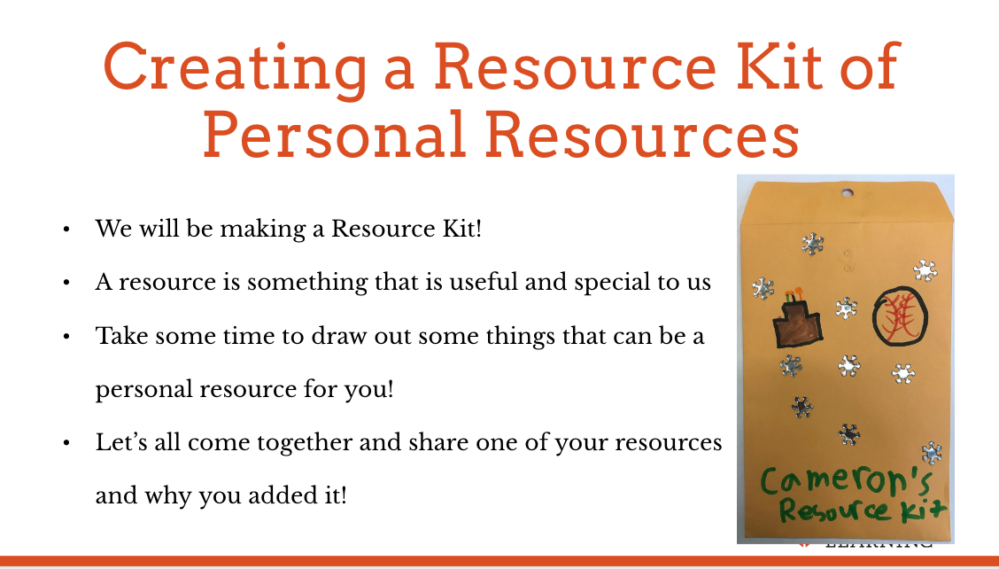 Creating a Resource Kit of
Personal Resources
• We will be making a Resource Kit!
• A resource is something that is useful and special to us
• Take some time to draw out some things that can be a
personal resource for you!
• Let’s all come together and share one of your resources
and why you added it!
Cameron's
Resource Kit
LEARNING